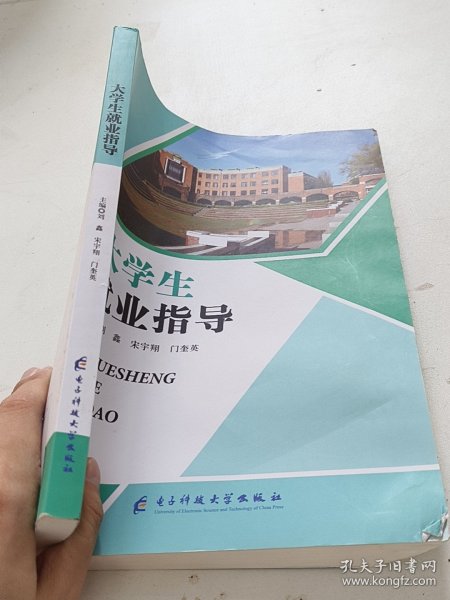 大学生就业指导
主编◎刘鑫 宋宇翔 门奎英
电子科技大学出版社
大学生
就业指导
刘 鑫 宋宇翔 门奎英
UESHENG
E
AO
电子科技大学出版社
University of Electronic Science and Technology of China Press
孔夫子旧书网
www.kongfz.com